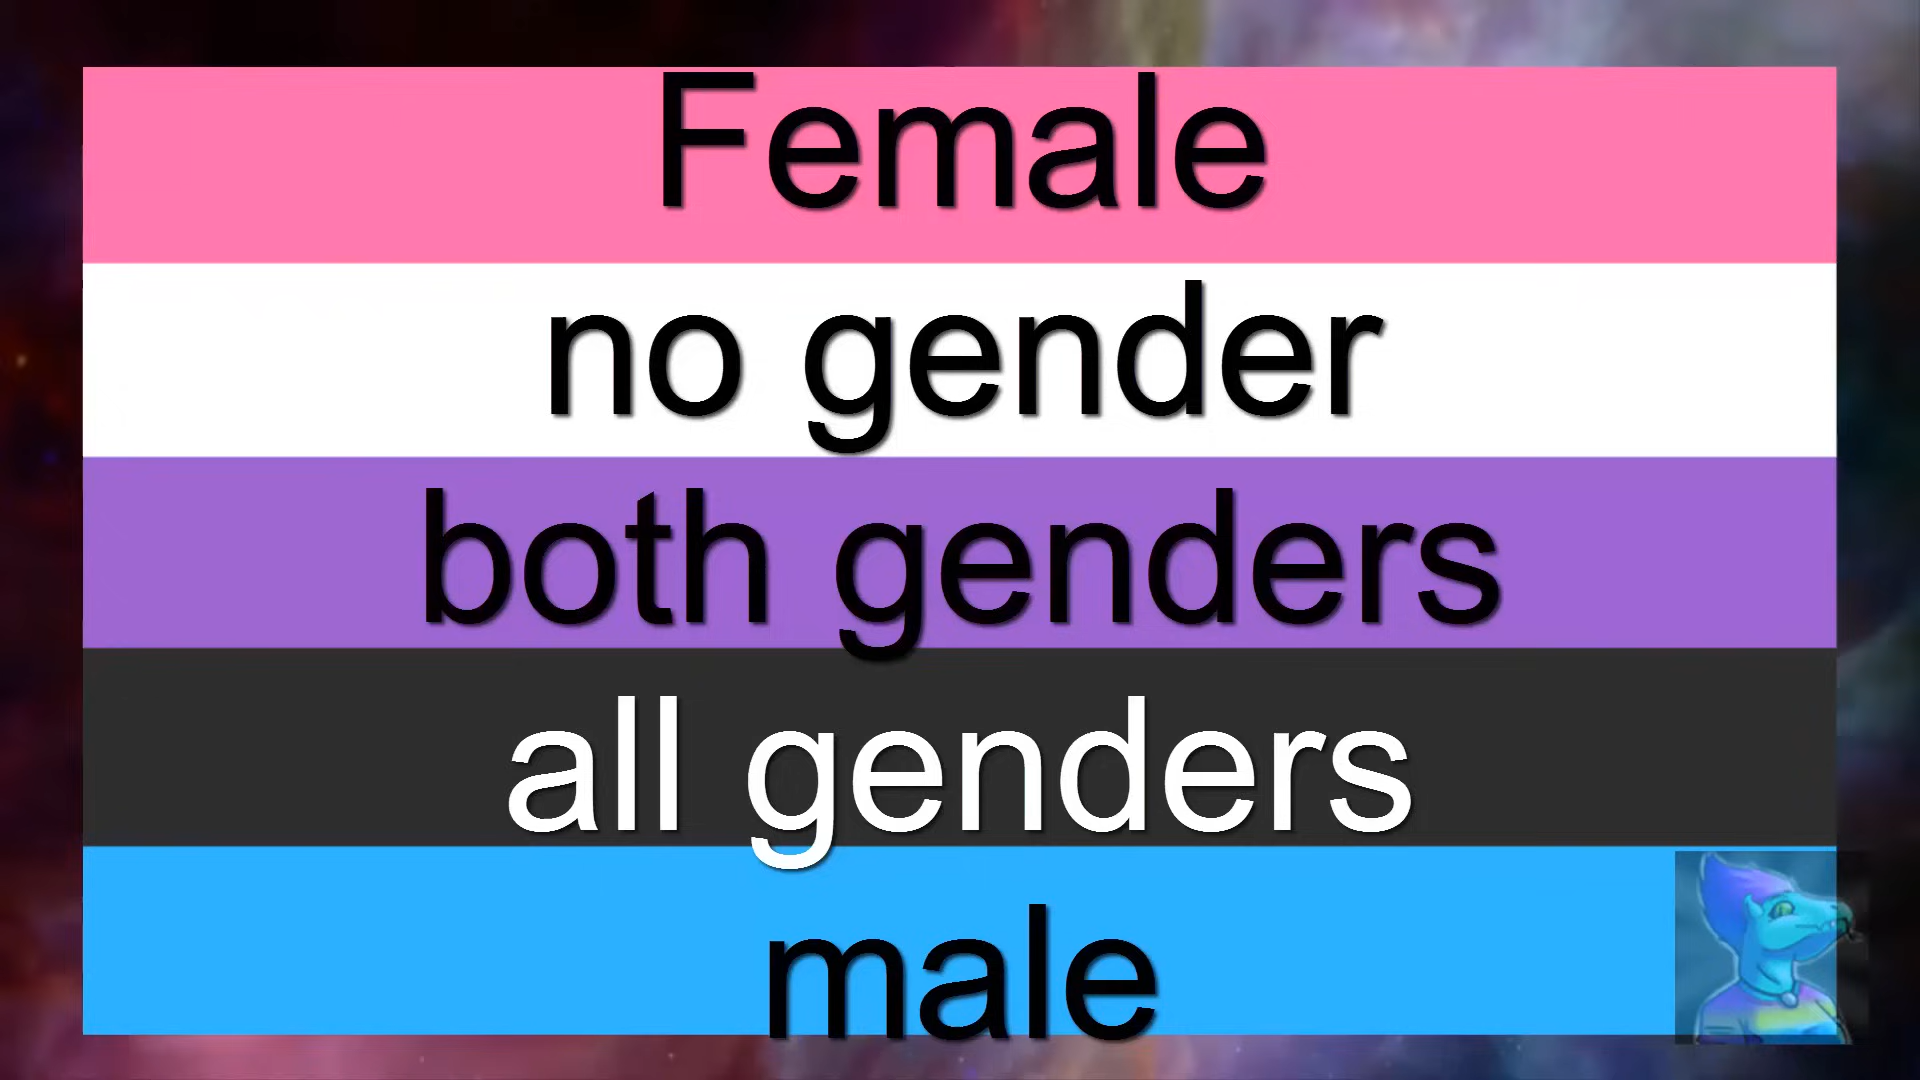 Female
no gender
both genders
all genders
male